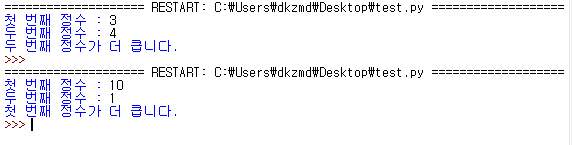 ==================== RESTART: C:₩Users₩dkzmd₩Desktop₩test.py ===================
첫 번째 정수 : 3
두 번째 정수 : 4
두 번째 정수가 더 큽니다.
>>>
==================== RESTART: C:₩Users₩dkzmd₩Desktop₩test.py ===================
첫 번째 정수 : 10
두 번째 정수 : 1
첫 번째 정수가 더 큽니다.
>>>